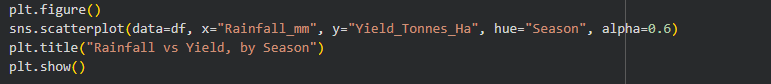 plt.figure()
sns.scatterplot(data=df, x="Rainfall_mm", y="Yield_Tonnes_Ha", hue="Season", alpha=0.6)
plt.title("Rainfall vs Yield, by Season")
plt.show()